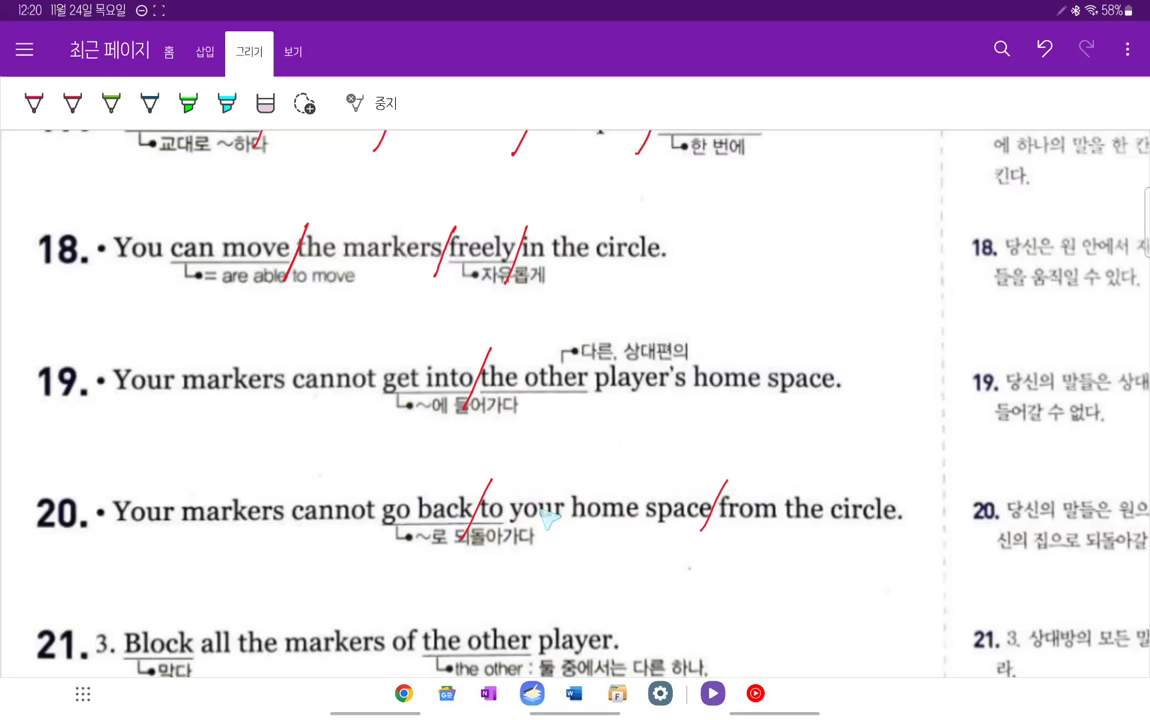 12:20 11월 24일 목요일 58%
최근 페이지 홈 삽입 그리기 보기
중지
교대로 ~하다 한 번에 에 하나의 말을 한 칸
킨다.
18. • You can move the markers freely in the circle. 18. 당신은 원 안에서 자
= are able to move 자유롭게 들을 움직일 수 있다.
다른, 상대편의
19. • Your markers cannot get into the other player's home space. 19. 당신의 말들은 상대
~에 들어가다 들어갈 수 없다.
20. • Your markers cannot go back to your home space from the circle. 20. 당신의 말들은 원으
~로 되돌아가다 신의 집으로 되돌아갈
21. 3. Block all the markers of the other player. 21. 3. 상대방의 모든 말
막다 the other : 둘 중에서는 다른 하나, 라.